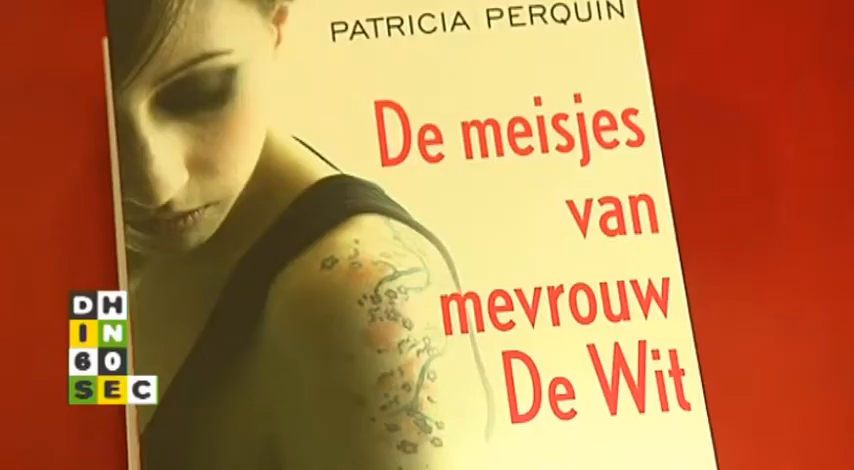 PATRICIA PERQUIN
De meisjes
van
mevrouw
De Wit
DH
IN
60
SEC